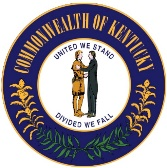 COMMONWEALTH OF KENTUCKY
UNITED WE STAND
DIVIDED WE FALL